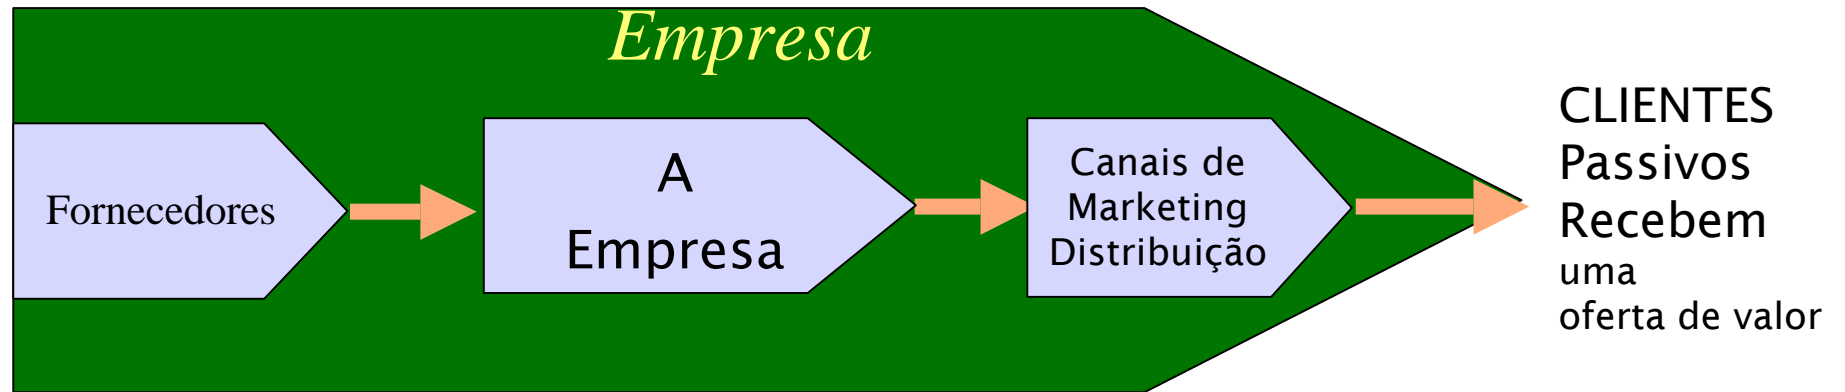 Empresa
Fornecedores
A
Empresa
Canais de
Marketing
Distribuição
CLIENTES
Passivos
Recebem
uma
oferta de valor